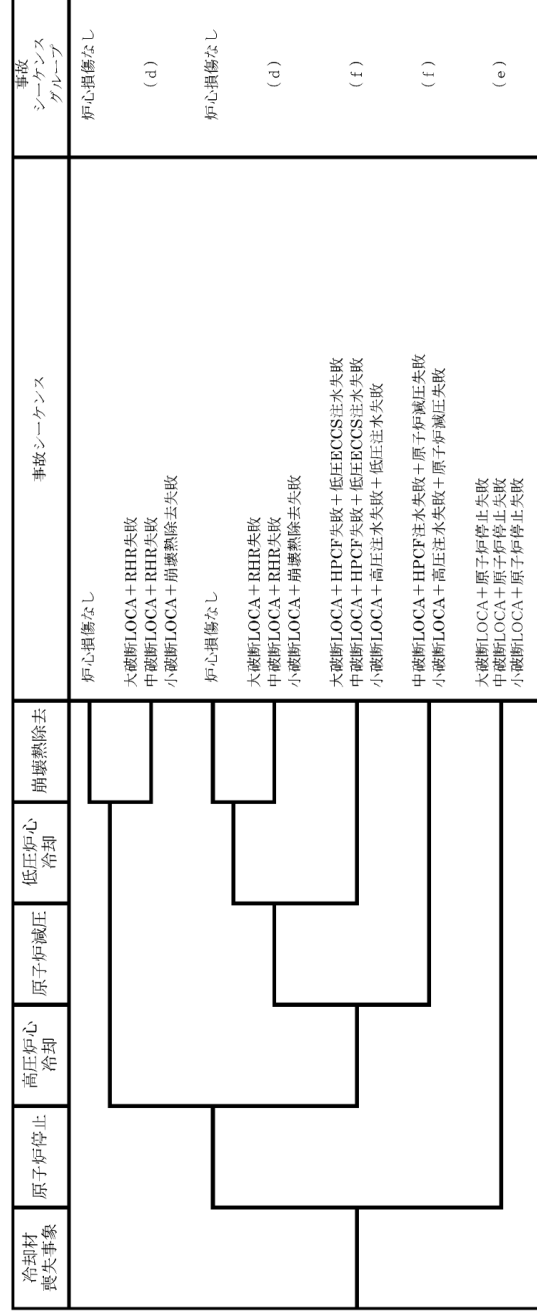 冷却材
喪失事象
原子炉停止
高圧炉心
冷却
原子炉減圧
低圧炉心
冷却
崩壊熱除去
事故シーケンス
事故
シーケンス
グループ
炉心損傷なし
炉心損傷なし
大破断LOCA＋RHR失敗
中破断LOCA＋RHR失敗
小破断LOCA＋崩壊熱除去失敗
(d)
炉心損傷なし
炉心損傷なし
大破断LOCA＋RHR失敗
中破断LOCA＋RHR失敗
小破断LOCA＋崩壊熱除去失敗
(d)
大破断LOCA＋HPCF失敗＋低圧ECCS注水失敗
中破断LOCA＋HPCF失敗＋低圧ECCS注水失敗
小破断LOCA＋高圧注水失敗＋低圧注水失敗
(f)
中破断LOCA＋HPCF注水失敗＋原子炉減圧失敗
小破断LOCA＋高圧注水失敗＋原子炉減圧失敗
(f)
大破断LOCA＋原子炉停止失敗
中破断LOCA＋原子炉停止失敗
小破断LOCA＋原子炉停止失敗
(e)